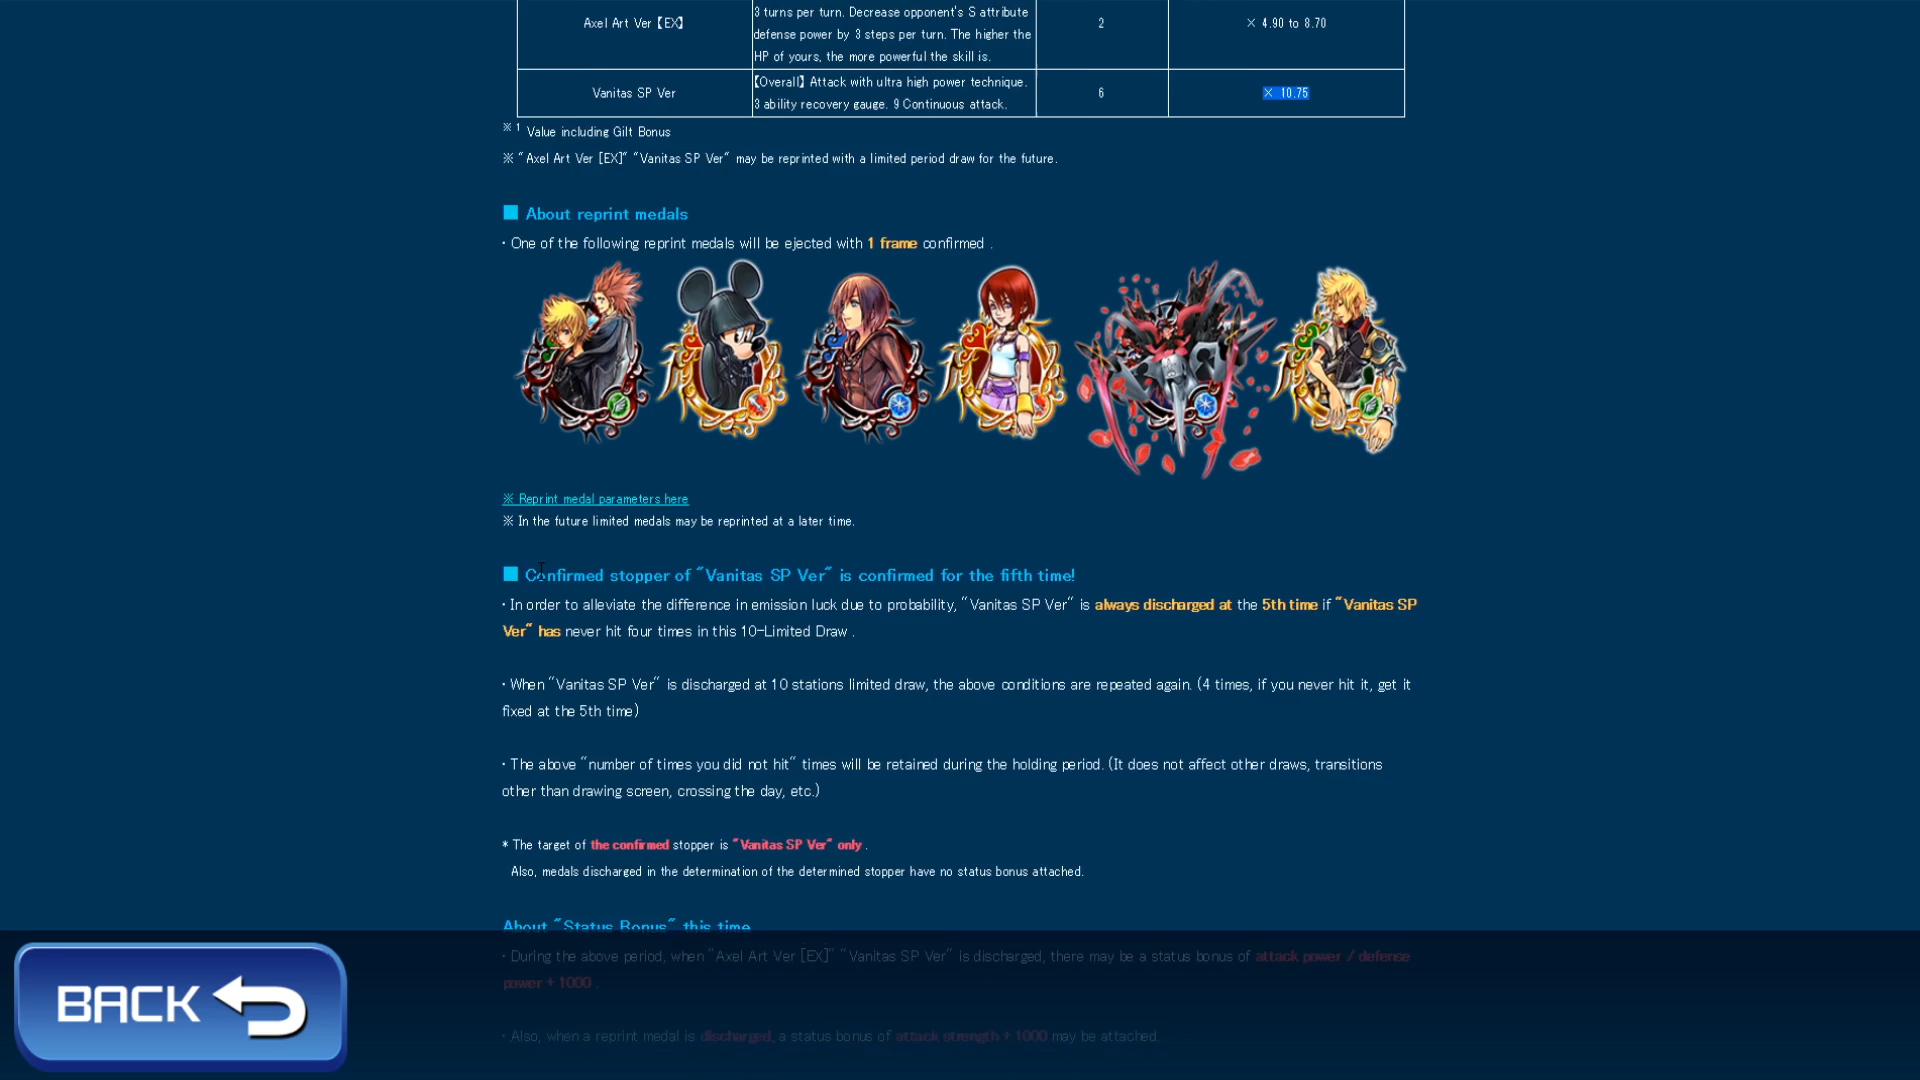 3 turns per turn. Decrease opponent's S attribute
Axel Art Ver【EX】
defense power by 3 steps per turn. The higher the
2
× 4.90 to 8.70
HP of yours, the more powerful the skill is.
Vanitas SP Ver
【Overall】Attack with ultra high power technique.
3 ability recovery gauge. 9 Continuous attack.
6
× 10.75
※ 1 Value including Gilt Bonus
※ "Axel Art Ver [EX]" "Vanitas SP Ver" may be reprinted with a limited period draw for the future.
■ About reprint medals
· One of the following reprint medals will be ejected with 1 frame confirmed .
※ Reprint medal parameters here
※ In the future limited medals may be reprinted at a later time.
■ Confirmed stopper of "Vanitas SP Ver" is confirmed for the fifth time!
· In order to alleviate the difference in emission luck due to probability, "Vanitas SP Ver" is always discharged at the 5th time if "Vanitas SP
Ver" has never hit four times in this 10-Limited Draw .
· When "Vanitas SP Ver" is discharged at 10 stations limited draw, the above conditions are repeated again. (4 times, if you never hit it, get it
fixed at the 5th time)
· The above "number of times you did not hit" times will be retained during the holding period. (It does not affect other draws, transitions
other than drawing screen, crossing the day, etc.)
* The target of the confirmed stopper is "Vanitas SP Ver" only .
Also, medals discharged in the determination of the determined stopper have no status bonus attached.
About "Status Bonus" this time
· During the above period, when "Axel Art Ver [EX]" "Vanitas SP Ver" is discharged, there may be a status bonus of attack power / defense
power + 1000 .
· Also, when a reprint medal is discharged, a status bonus of attack strength + 1000 may be attached.
BACK